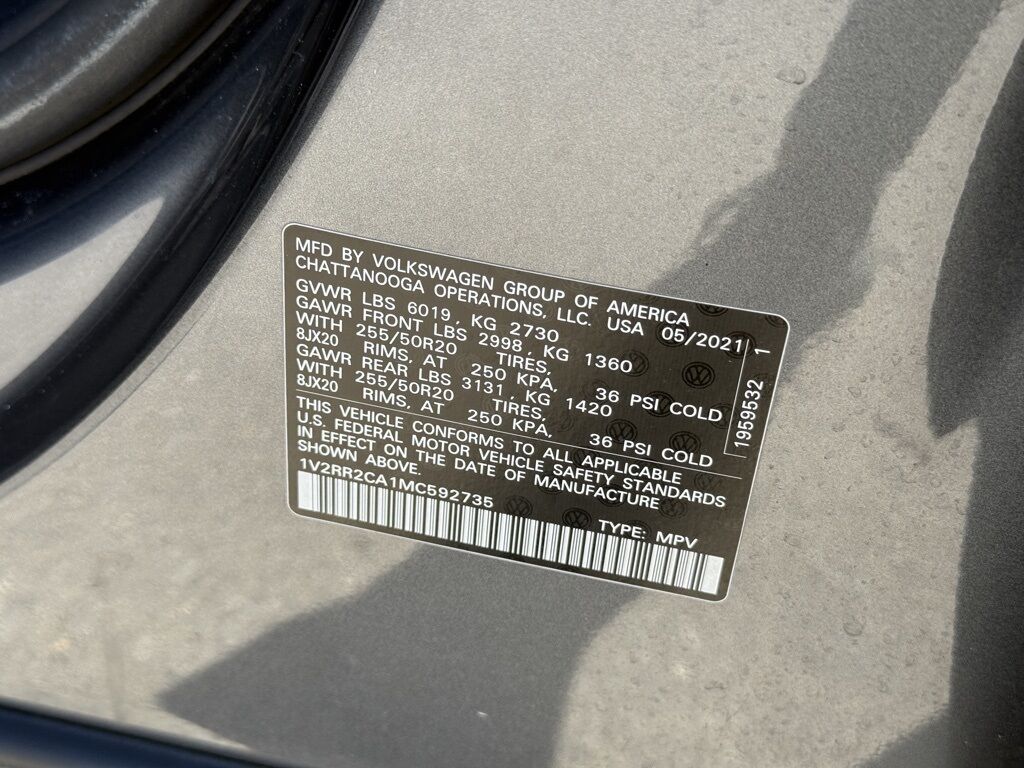 MFD BY VOLKSWAGEN GROUP OF AMERICA
CHATTANOOGA OPERATIONS, LLC. USA 05/2021
GVWR LBS 6019, KG 2730
GAWR FRONT LBS 2998, KG 1360
WITH 255/50R20 TIRES,
8JX20 RIMS, AT 250 KPA, 36 PSI COLD
GAWR REAR LBS 3131, KG 1420
WITH 255/50R20 TIRES,
8JX20 RIMS, AT 250 KPA, 36 PSI COLD
1959532 1
THIS VEHICLE CONFORMS TO ALL APPLICABLE
U.S. FEDERAL MOTOR VEHICLE SAFETY STANDARDS
IN EFFECT ON THE DATE OF MANUFACTURE
SHOWN ABOVE.
1V2RR2CA1MC592735 TYPE: MPV